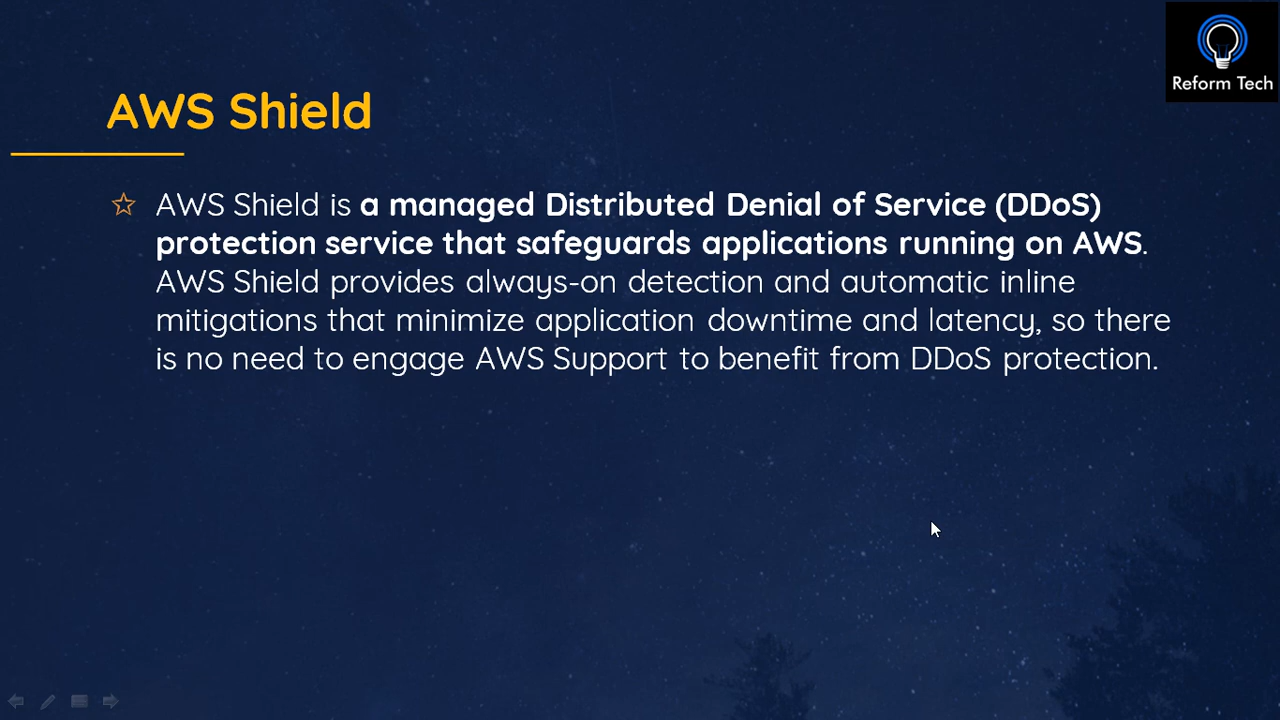 Reform Tech
AWS Shield
AWS Shield is a managed Distributed Denial of Service (DDoS)
protection service that safeguards applications running on AWS.
AWS Shield provides always-on detection and automatic inline
mitigations that minimize application downtime and latency, so there
is no need to engage AWS Support to benefit from DDoS protection.